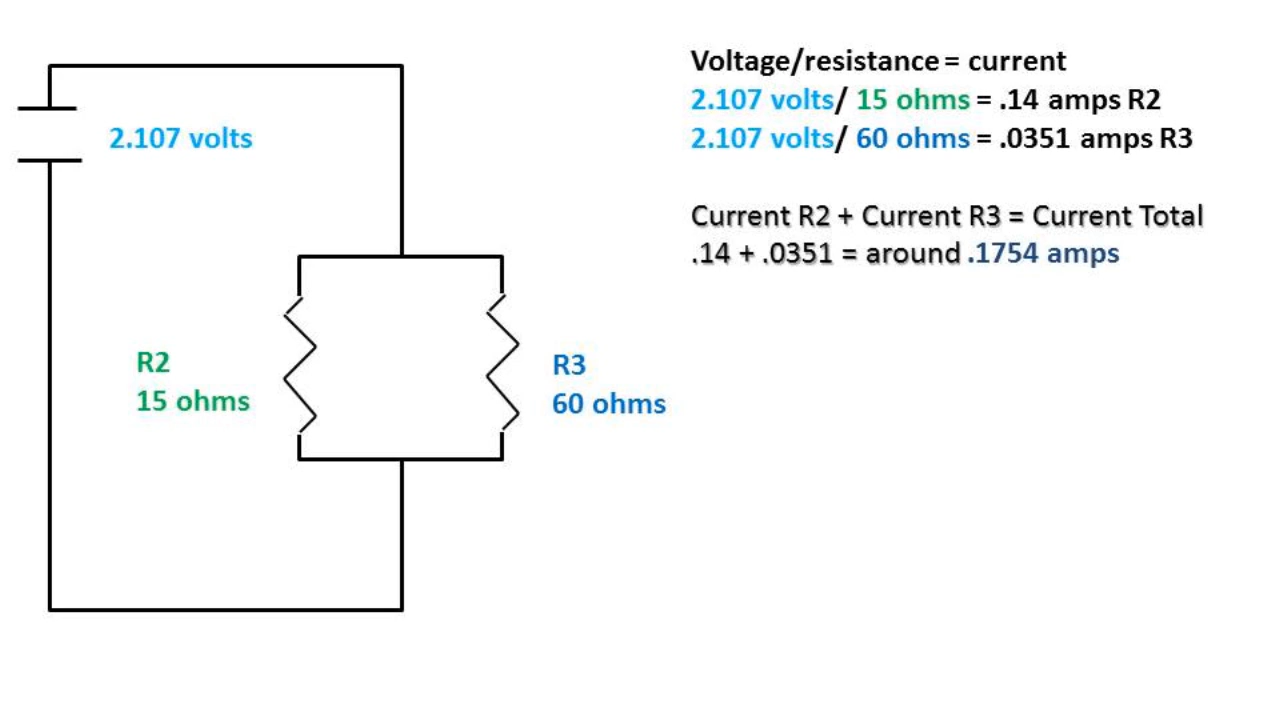 Voltage/resistance = current
2.107 volts/ 15 ohms = .14 amps R2
2.107 volts/ 60 ohms = .0351 amps R3
Current R2 + Current R3 = Current Total
.14 + .0351 = around .1754 amps
2.107 volts
R2
15 ohms
R3
60 ohms